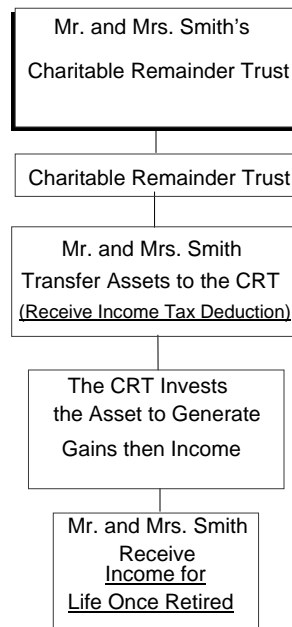 Mr. and Mrs. Smith's
Charitable Remainder Trust
Charitable Remainder Trust
Mr. and Mrs. Smith
Transfer Assets to the CRT
(Receive Income Tax Deduction)
The CRT Invests
the Asset to Generate
Gains then Income
Mr. and Mrs. Smith
Receive
Income for
Life Once Retired